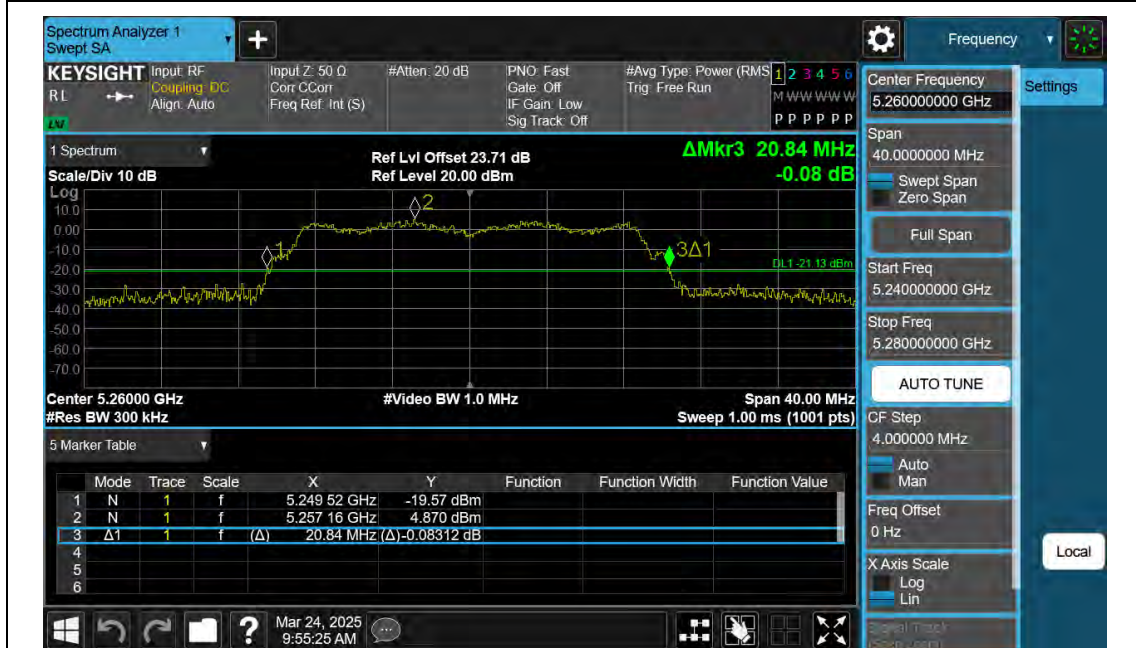 Spectrum Analyzer 1
Swept SA
+
Frequency
KEYSIGHT
RL
LXI
Input: RF
Coupling: DC
Align: Auto
Input Z: 50 Ω
Corr CCorr
Freq Ref: Int (S)
#Atten: 20 dB
PNO: Fast
Gate: Off
IF Gain: Low
Sig Track: Off
#Avg Type: Power (RMS
Trig: Free Run
1 2 3 4 5 6
M W W W W W
P P P P P P
1 Spectrum
Scale/Div 10 dB
Ref Lvl Offset 23.71 dB
Ref Level 20.00 dBm
ΔMkr3 20.84 MHz
-0.08 dB
Log
10.0
0.00
-10.0
-20.0
-30.0
-40.0
-50.0
-60.0
-70.0
1
2
3Δ1
DL1 -21.13 dBm
Center 5.26000 GHz
#Video BW 1.0 MHz
Span 40.00 MHz
#Res BW 300 kHz
Sweep 1.00 ms (1001 pts)
5 Marker Table
Mode Trace Scale X Y Function Function Width Function Value
1 N 1 f 5.249 52 GHz -19.57 dBm
2 N 1 f 5.257 16 GHz 4.870 dBm
3 Δ1 1 f (Δ) 20.84 MHz (Δ) -0.08312 dB
4
5
6
?
Mar 24, 2025
9:55:25 AM
Center Frequency
5.260000000 GHz
Settings
Span
40.0000000 MHz
Swept Span
Zero Span
Full Span
Start Freq
5.240000000 GHz
Stop Freq
5.280000000 GHz
AUTO TUNE
CF Step
4.000000 MHz
Auto
Man
Freq Offset
0 Hz
X Axis Scale
Log
Lin
Local
Signal Track
(Span Zoom)